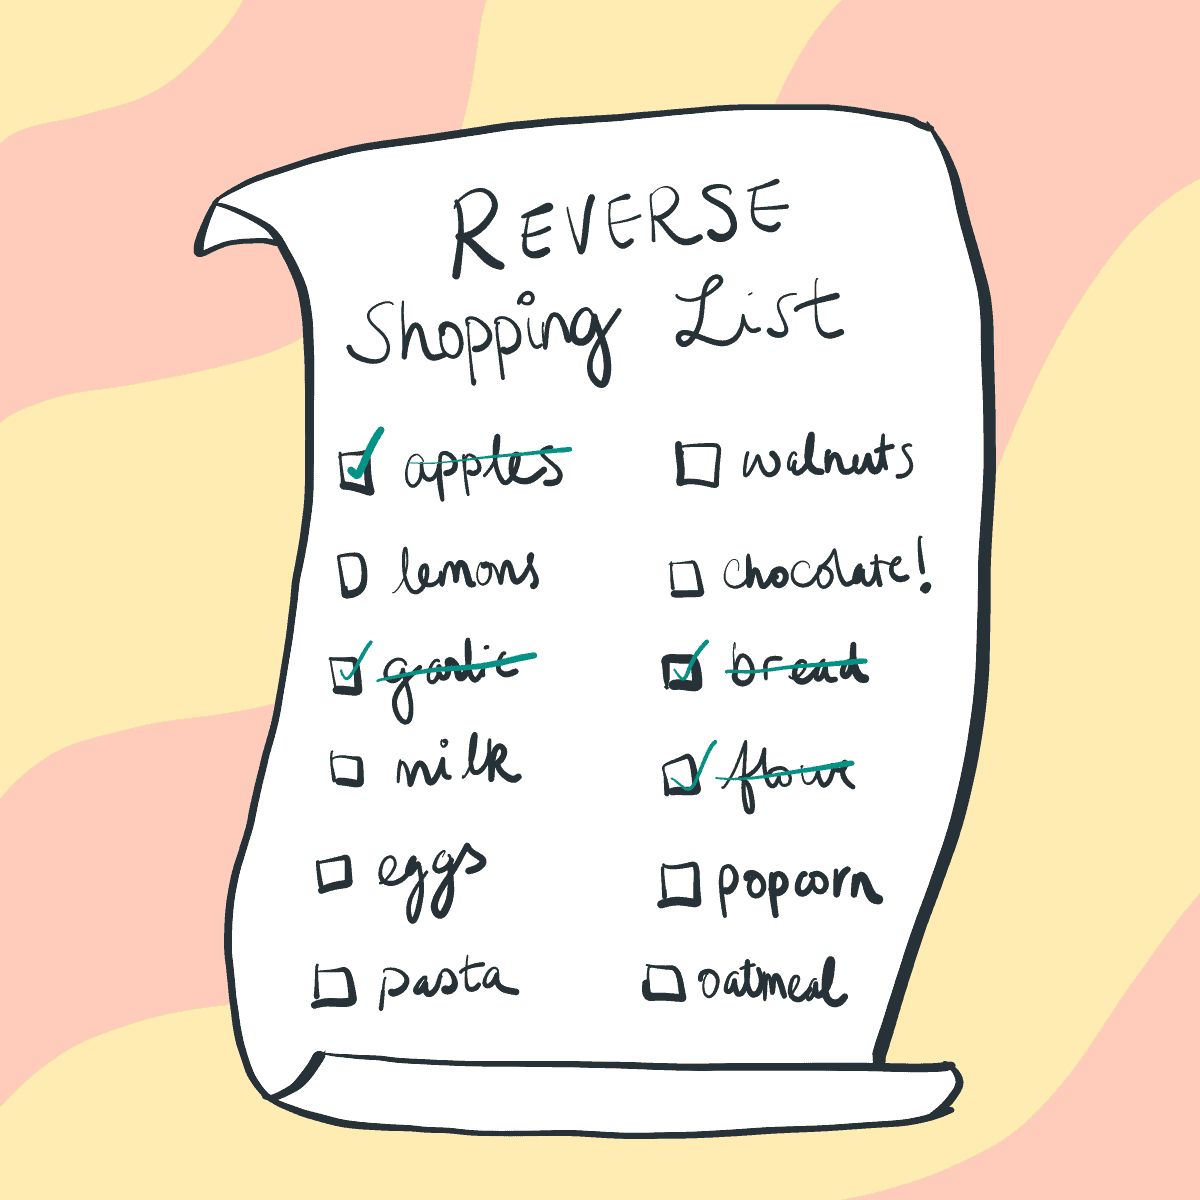 REVERSE
Shopping List
apples
lemons
garlic
milk
eggs
pasta
walnuts
chocolate!
bread
flour
popcorn
oatmeal